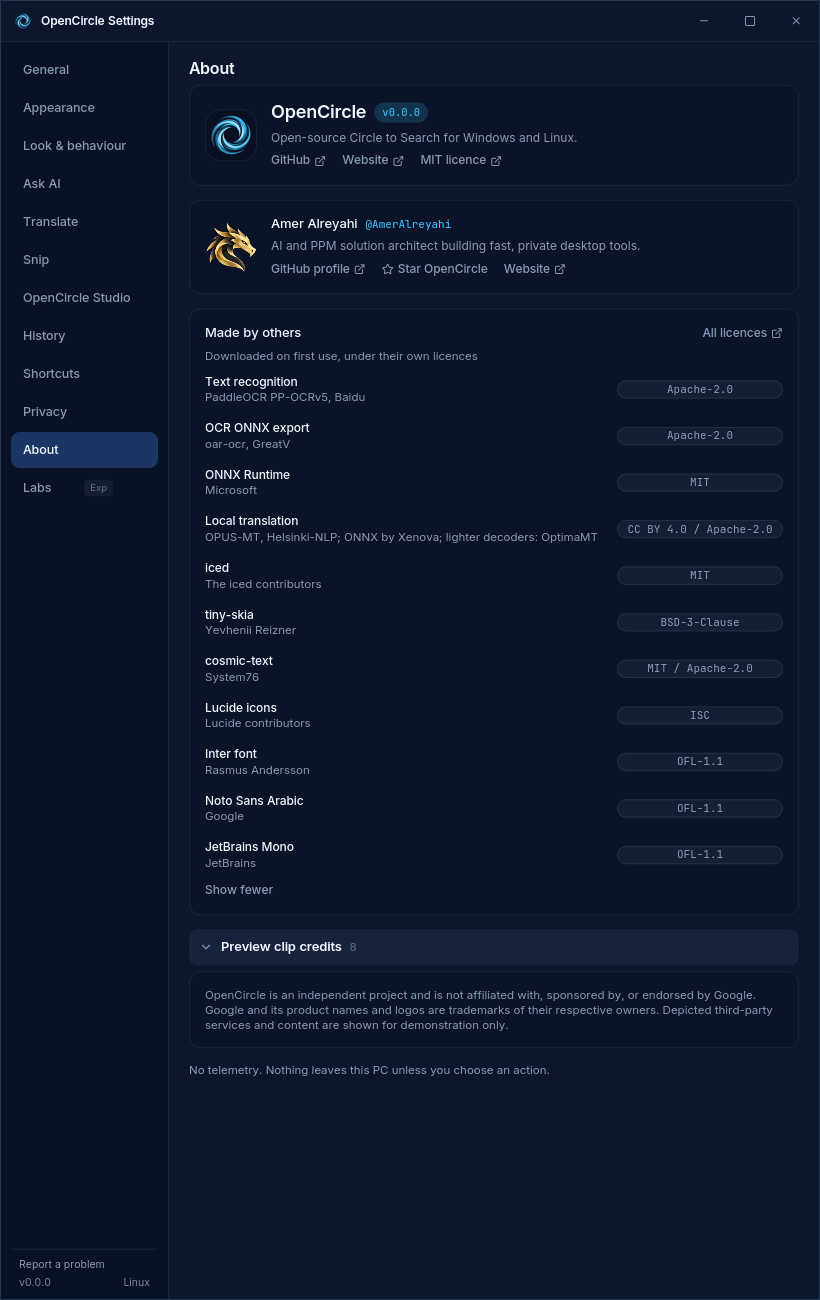 OpenCircle Settings
General
Appearance
Look & behaviour
Ask AI
Translate
Snip
OpenCircle Studio
History
Shortcuts
Privacy
About
Labs Exp
Report a problem
v0.0.0 Linux
About
OpenCircle v0.0.0
Open-source Circle to Search for Windows and Linux.
GitHub Website MIT licence
Amer Alreyahi @AmerAlreyahi
AI and PPM solution architect building fast, private desktop tools.
GitHub profile Star OpenCircle Website
Made by others All licences
Downloaded on first use, under their own licences
Text recognition
PaddleOCR PP-OCRv5, Baidu
Apache-2.0
OCR ONNX export
oar-ocr, GreatV
Apache-2.0
ONNX Runtime
Microsoft
MIT
Local translation
OPUS-MT, Helsinki-NLP; ONNX by Xenova; lighter decoders: OptimaMT
CC BY 4.0 / Apache-2.0
iced
The iced contributors
MIT
tiny-skia
Yevhenii Reizner
BSD-3-Clause
cosmic-text
System76
MIT / Apache-2.0
Lucide icons
Lucide contributors
ISC
Inter font
Rasmus Andersson
OFL-1.1
Noto Sans Arabic
Google
OFL-1.1
JetBrains Mono
JetBrains
OFL-1.1
Show fewer
Preview clip credits 8
OpenCircle is an independent project and is not affiliated with, sponsored by, or endorsed by Google.
Google and its product names and logos are trademarks of their respective owners. Depicted third-party
services and content are shown for demonstration only.
No telemetry. Nothing leaves this PC unless you choose an action.